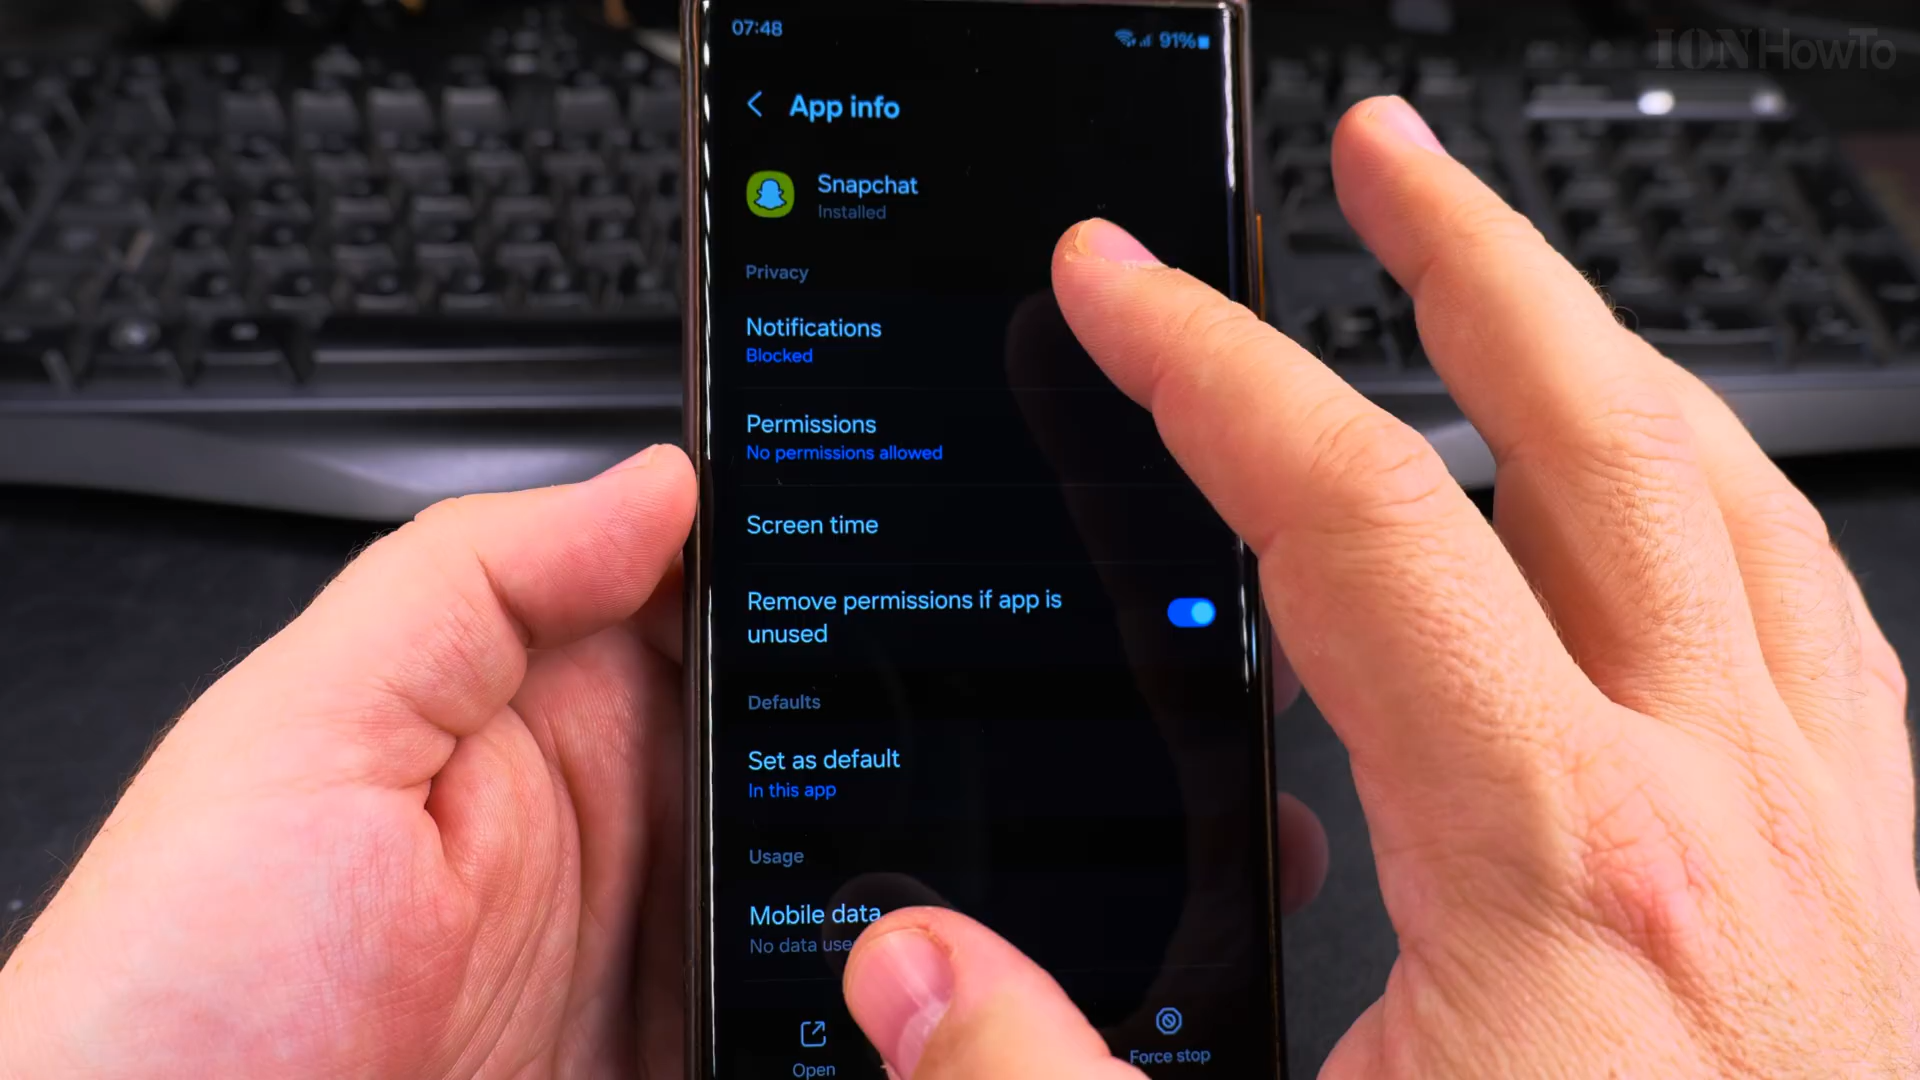 07:48
91%
IONHowTo
App info
Snapchat
Installed
Privacy
Notifications
Blocked
Permissions
No permissions allowed
Screen time
Remove permissions if app is
unused
Defaults
Set as default
In this app
Usage
Mobile data
No data use
Open
Force stop